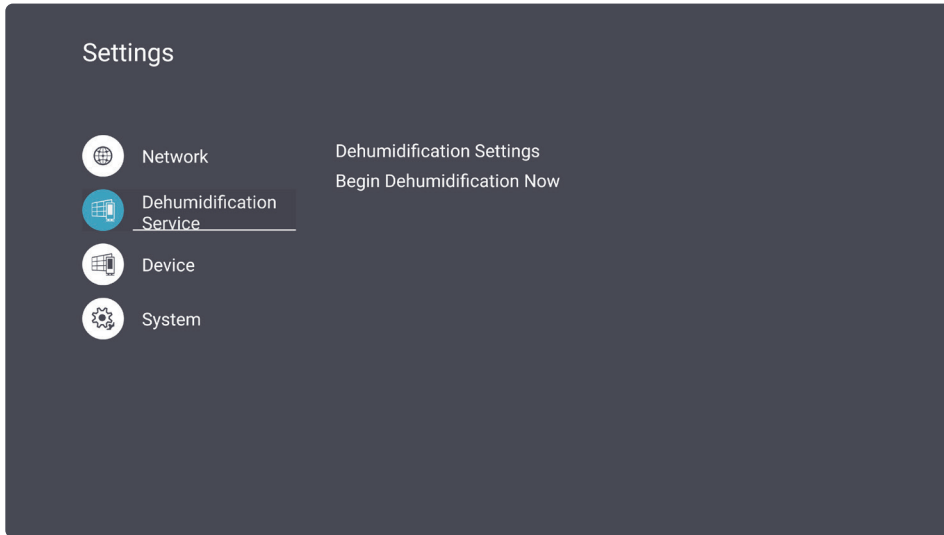 Settings
Network
Dehumidification
Service
Device
System
Dehumidification Settings
Begin Dehumidification Now